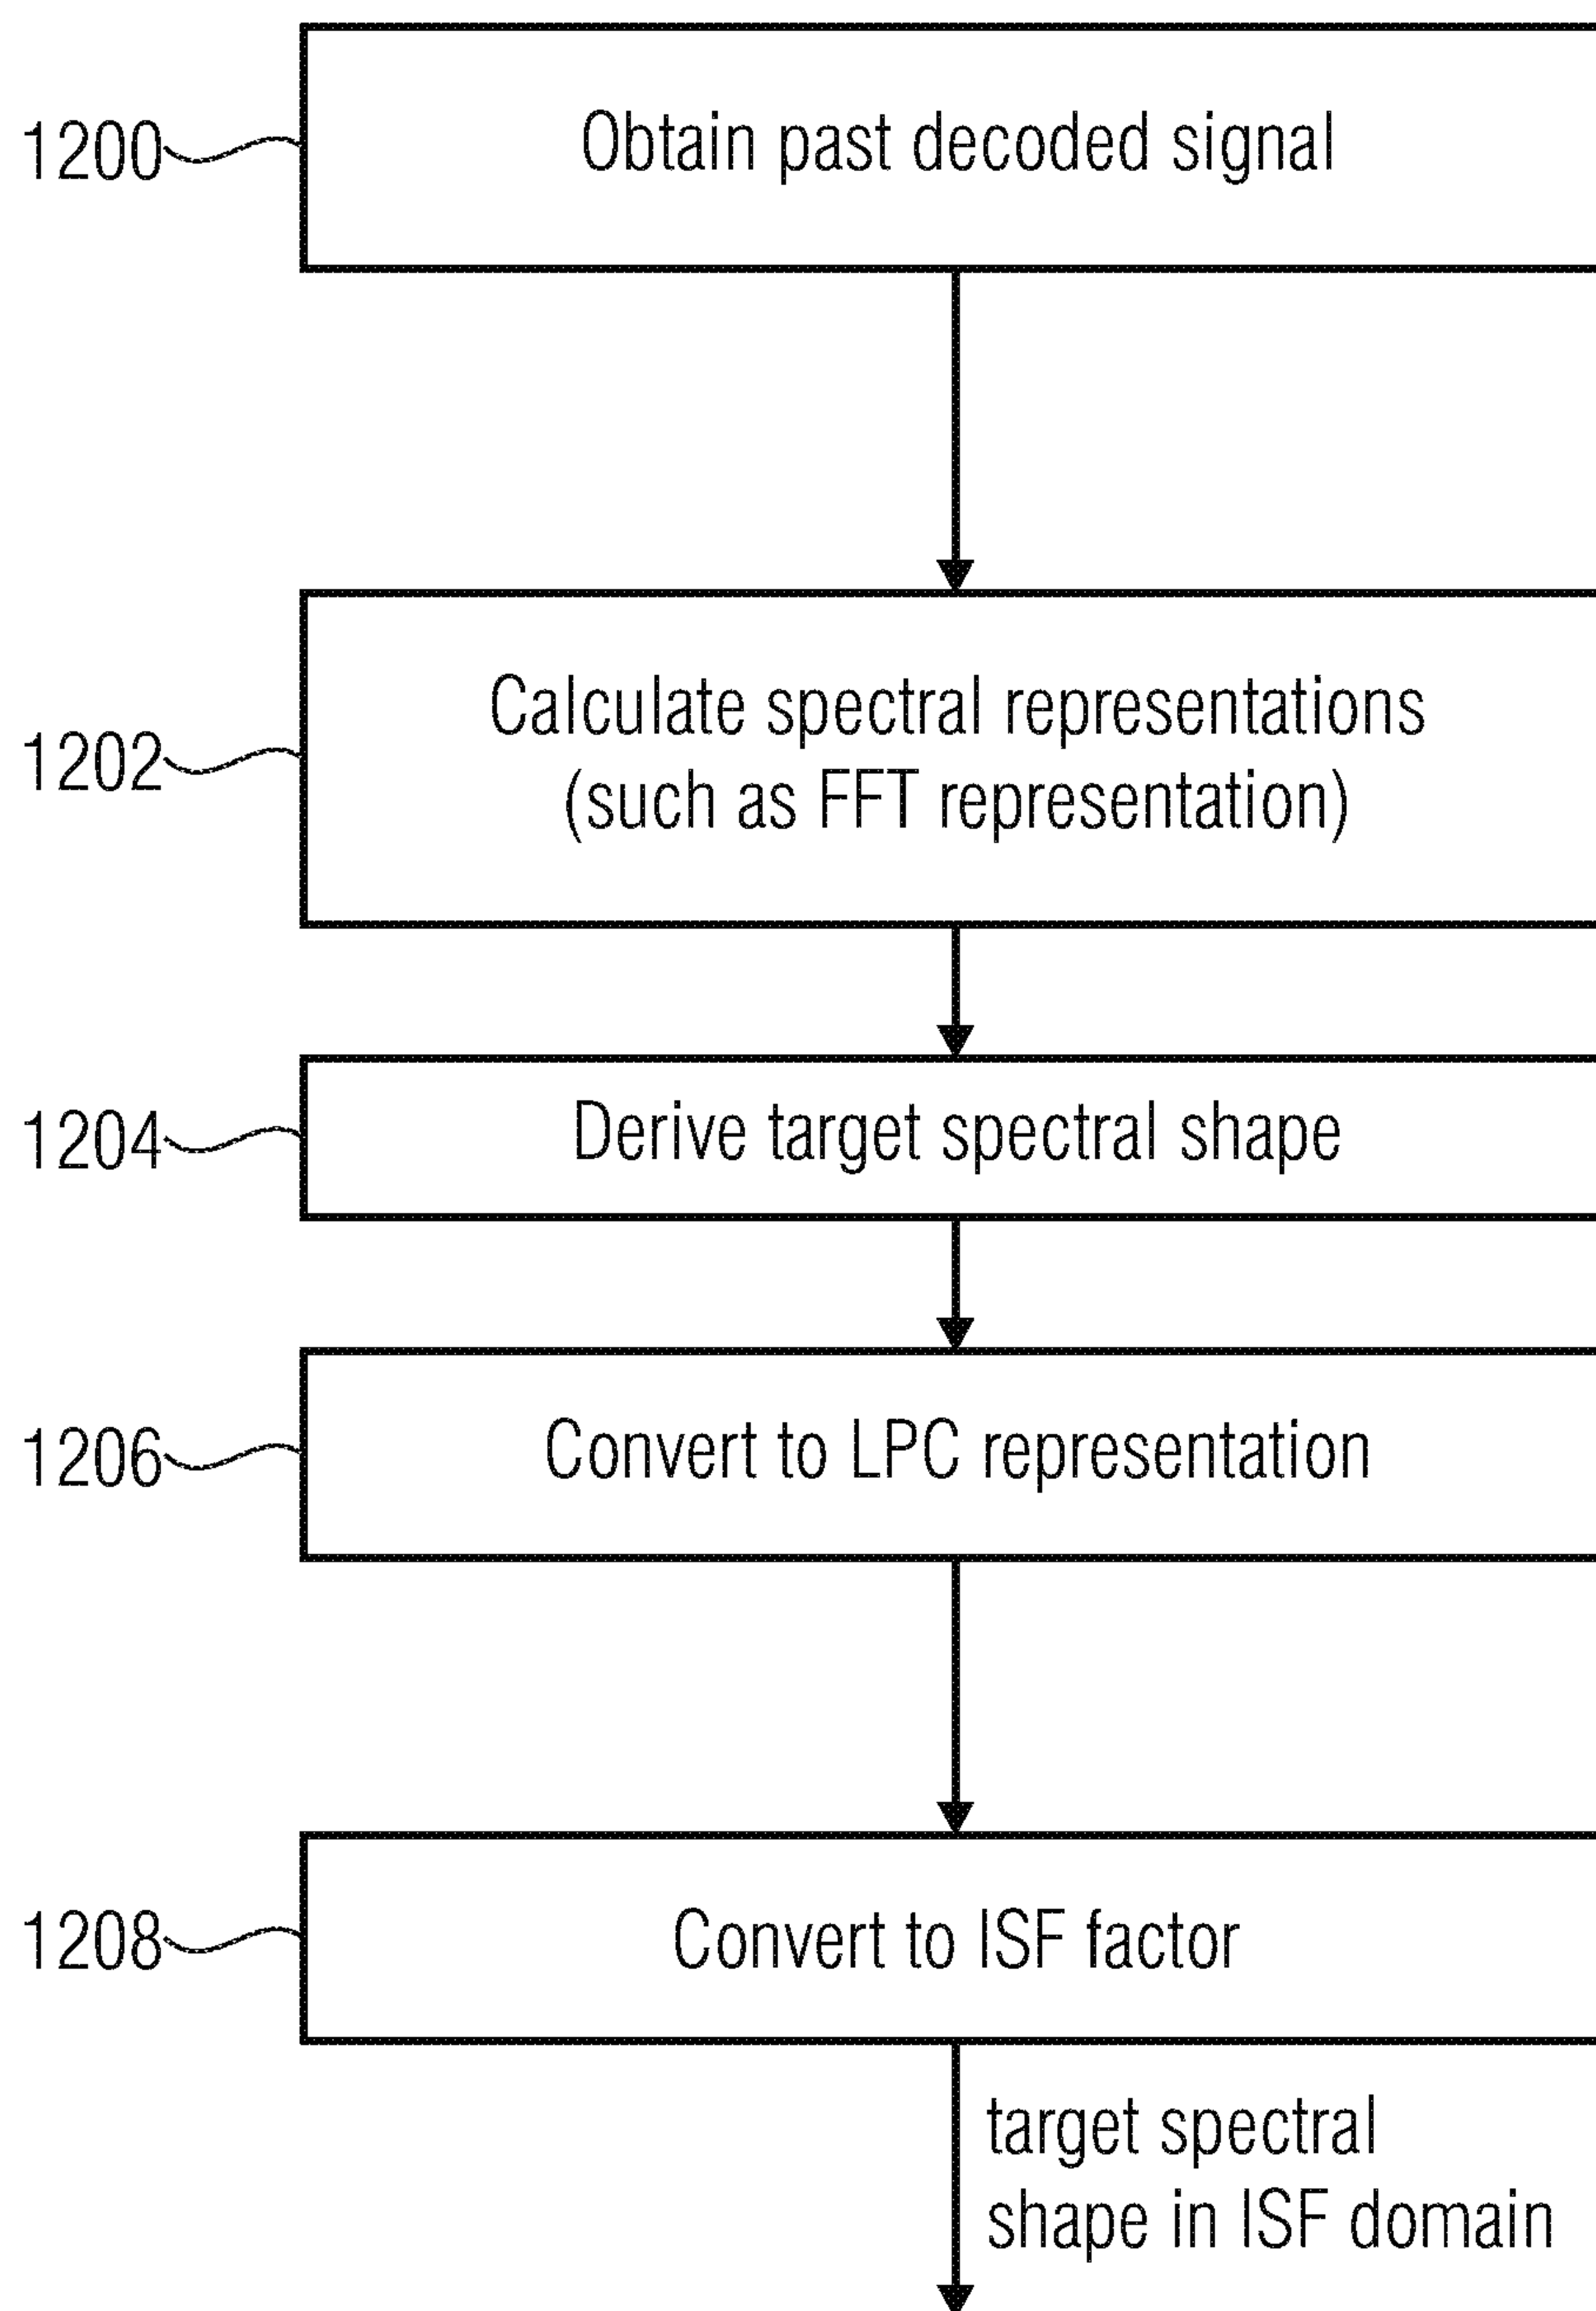 1200
Obtain past decoded signal
1202
Calculate spectral representations
(such as FFT representation)
1204
Derive target spectral shape
1206
Convert to LPC representation
1208
Convert to ISF factor
target spectral
shape in ISF domain